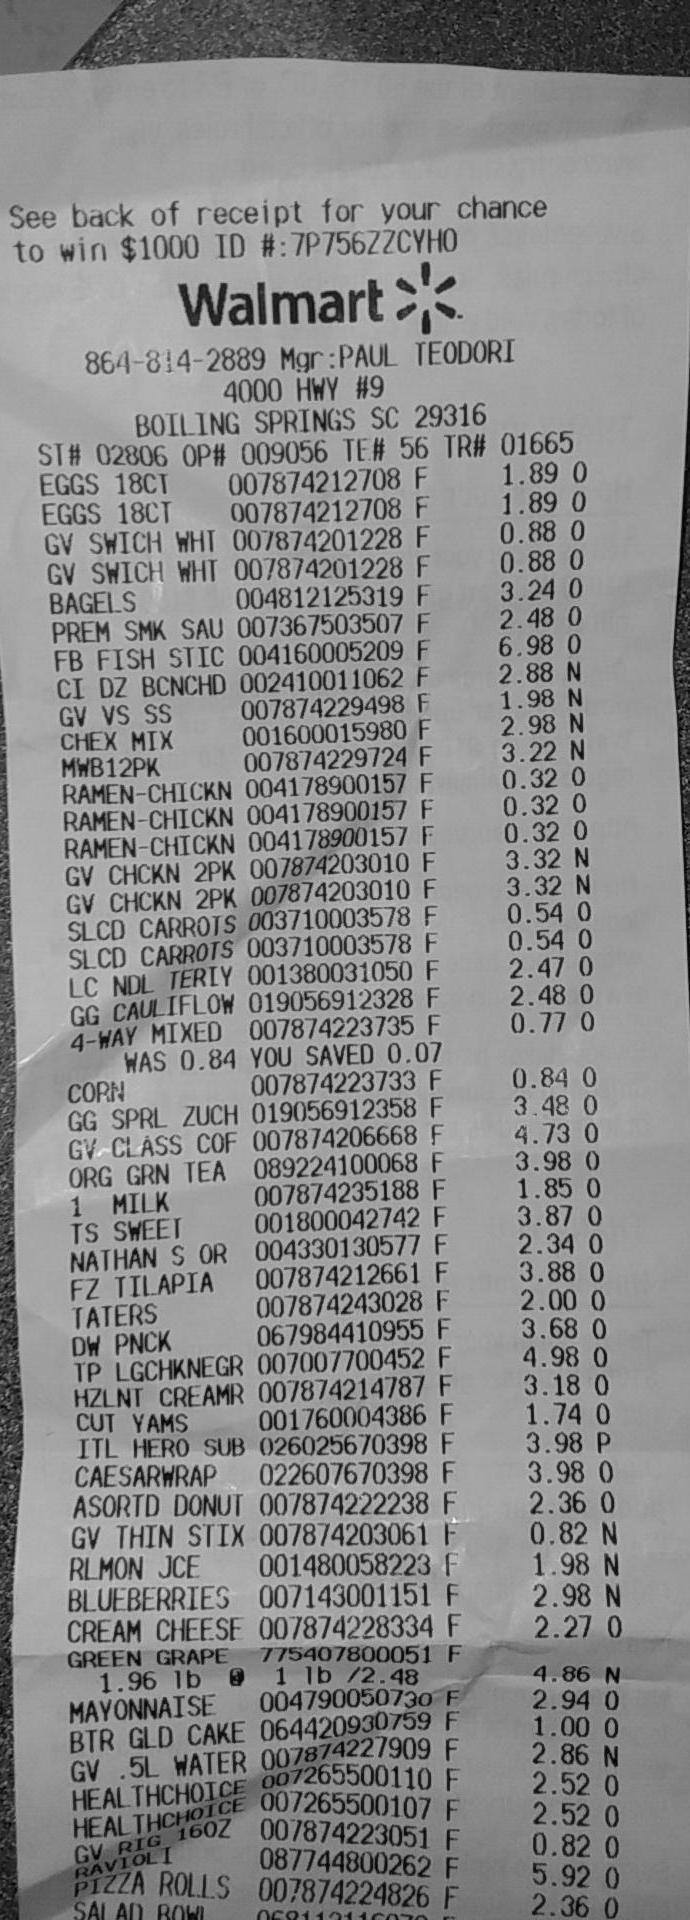 See back of receipt for your chance
to win $1000 ID #:7P756ZZCYHO
Walmart
864-814-2889 Mgr:PAUL TEODORI
4000 HWY #9
BOILING SPRINGS SC 29316
ST# 02806 OP# 009056 TE# 56 TR# 01665
EGGS 18CT 007874212708 F 1.89 O
EGGS 18CT 007874212708 F 1.89 O
GV SWICH WHT 007874201228 F 0.88 O
GV SWICH WHT 007874201228 F 0.88 O
BAGELS 004812125319 F 3.24 O
PREM SMK SAU 007367503507 F 2.48 O
FB FISH STIC 004160005209 F 6.98 O
CI DZ BCNCHD 002410011062 F 2.88 N
GV VS SS 007874229498 F 1.98 N
CHEX MIX 001600015980 F 2.98 N
MWB12PK 007874229724 F 3.22 N
RAMEN-CHICKN 004178900157 F 0.32 O
RAMEN-CHICKN 004178900157 F 0.32 O
RAMEN-CHICKN 004178900157 F 0.32 O
GV CHCKN 2PK 007874203010 F 3.32 N
GV CHCKN 2PK 007874203010 F 3.32 N
SLCD CARROTS 003710003578 F 0.54 O
SLCD CARROTS 003710003578 F 0.54 O
LC NDL TERIY 001380031050 F 2.47 O
GG CAULIFLOW 019056912328 F 2.48 O
4-WAY MIXED 007874223735 F 0.77 O
WAS 0.84 YOU SAVED 0.07
CORN 007874223733 F 0.84 O
GG SPRL ZUCH 019056912358 F 3.48 O
GV CLASS COF 007874206668 F 4.73 O
ORG GRN TEA 089224100068 F 3.98 O
1 MILK 007874235188 F 1.85 O
TS SWEET 001800042742 F 3.87 O
NATHAN S OR 004330130577 F 2.34 O
FZ TILAPIA 007874212661 F 3.88 O
TATERS 007874243028 F 2.00 O
DW PNCK 067984410955 F 3.68 O
TP LGCHKNEGR 007007700452 F 4.98 O
HZLNT CREAMR 007874214787 F 3.18 O
CUT YAMS 001760004386 F 1.74 O
ITL HERO SUB 026025670398 F 3.98 P
CAESARWRAP 022607670398 F 3.98 O
ASORTD DONUT 007874222238 F 2.36 O
GV THIN STIX 007874203061 F 0.82 N
RLMON JCE 001480058223 F 1.98 N
BLUEBERRIES 007143001151 F 2.98 N
CREAM CHEESE 007874228334 F 2.27 O
GREEN GRAPE 775407800051 F
1.96 lb @ 1 lb /2.48 4.86 N
MAYONNAISE 004790050730 F 2.94 O
BTR GLD CAKE 064420930759 F 1.00 O
GV .5L WATER 007874227909 F 2.86 N
HEALTHCHOICE 007265500110 F 2.52 O
HEALTHCHOICE 007265500107 F 2.52 O
GV RIG 16OZ 007874223051 F 0.82 O
RAVIOLI 087744800262 F 5.92 O
PIZZA ROLLS 007874224826 F 2.36 O
SALAD BOWL